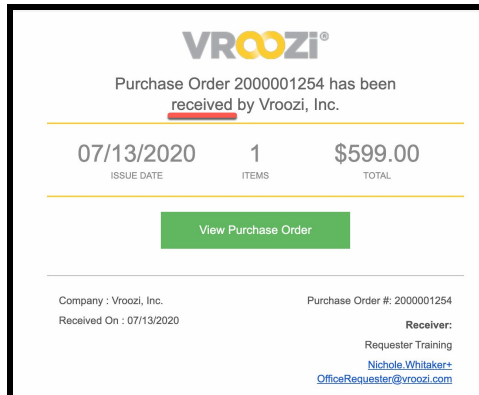 VROOZI®
Purchase Order 2000001254 has been
received by Vroozi, Inc.
07/13/2020 1 $599.00
ISSUE DATE ITEMS TOTAL
View Purchase Order
Company : Vroozi, Inc. Purchase Order #: 2000001254
Received On : 07/13/2020
Receiver:
Requester Training
Nichole.Whitaker+
OfficeRequester@vroozi.com